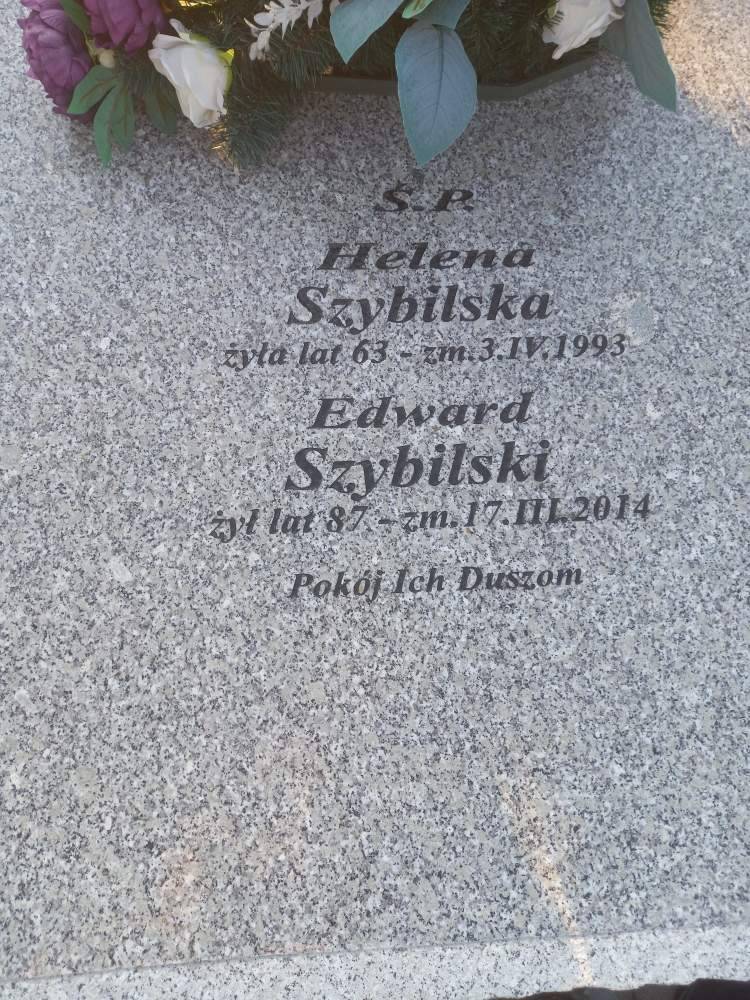 Ś.P.
Helena
Szybilska
żyła lat 63 - zm.3.IV.1993
Edward
Szybilski
żył lat 87 - zm.17.III.2014
Pokój Ich Duszom